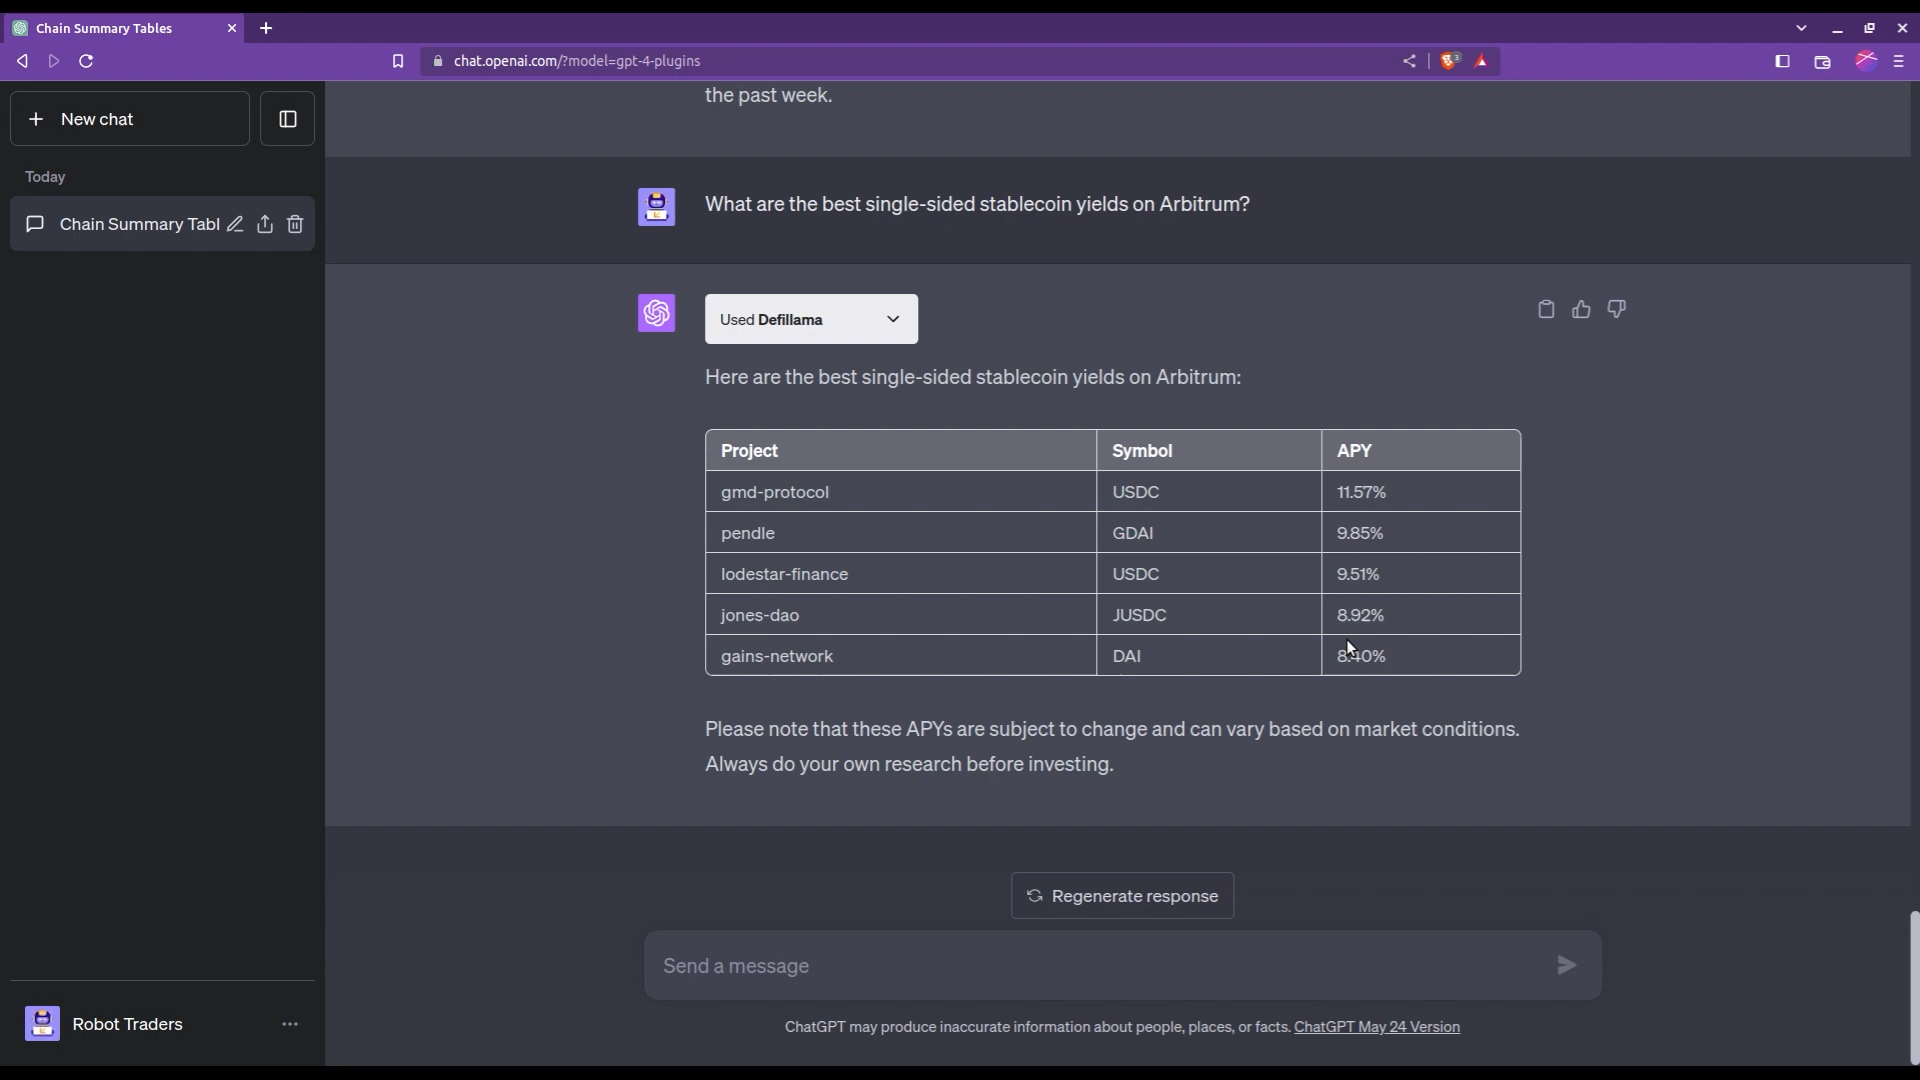 Chain Summary Tables
chat.openai.com/?model=gpt-4-plugins
3
New chat
Today
Chain Summary Tabl
the past week.
What are the best single-sided stablecoin yields on Arbitrum?
Used Defillama
Here are the best single-sided stablecoin yields on Arbitrum:
Project Symbol APY
gmd-protocol USDC 11.57%
pendle GDAI 9.85%
lodestar-finance USDC 9.51%
jones-dao JUSDC 8.92%
gains-network DAI 8.40%
Please note that these APYs are subject to change and can vary based on market conditions.
Always do your own research before investing.
Regenerate response
Send a message
Robot Traders
ChatGPT may produce inaccurate information about people, places, or facts. ChatGPT May 24 Version